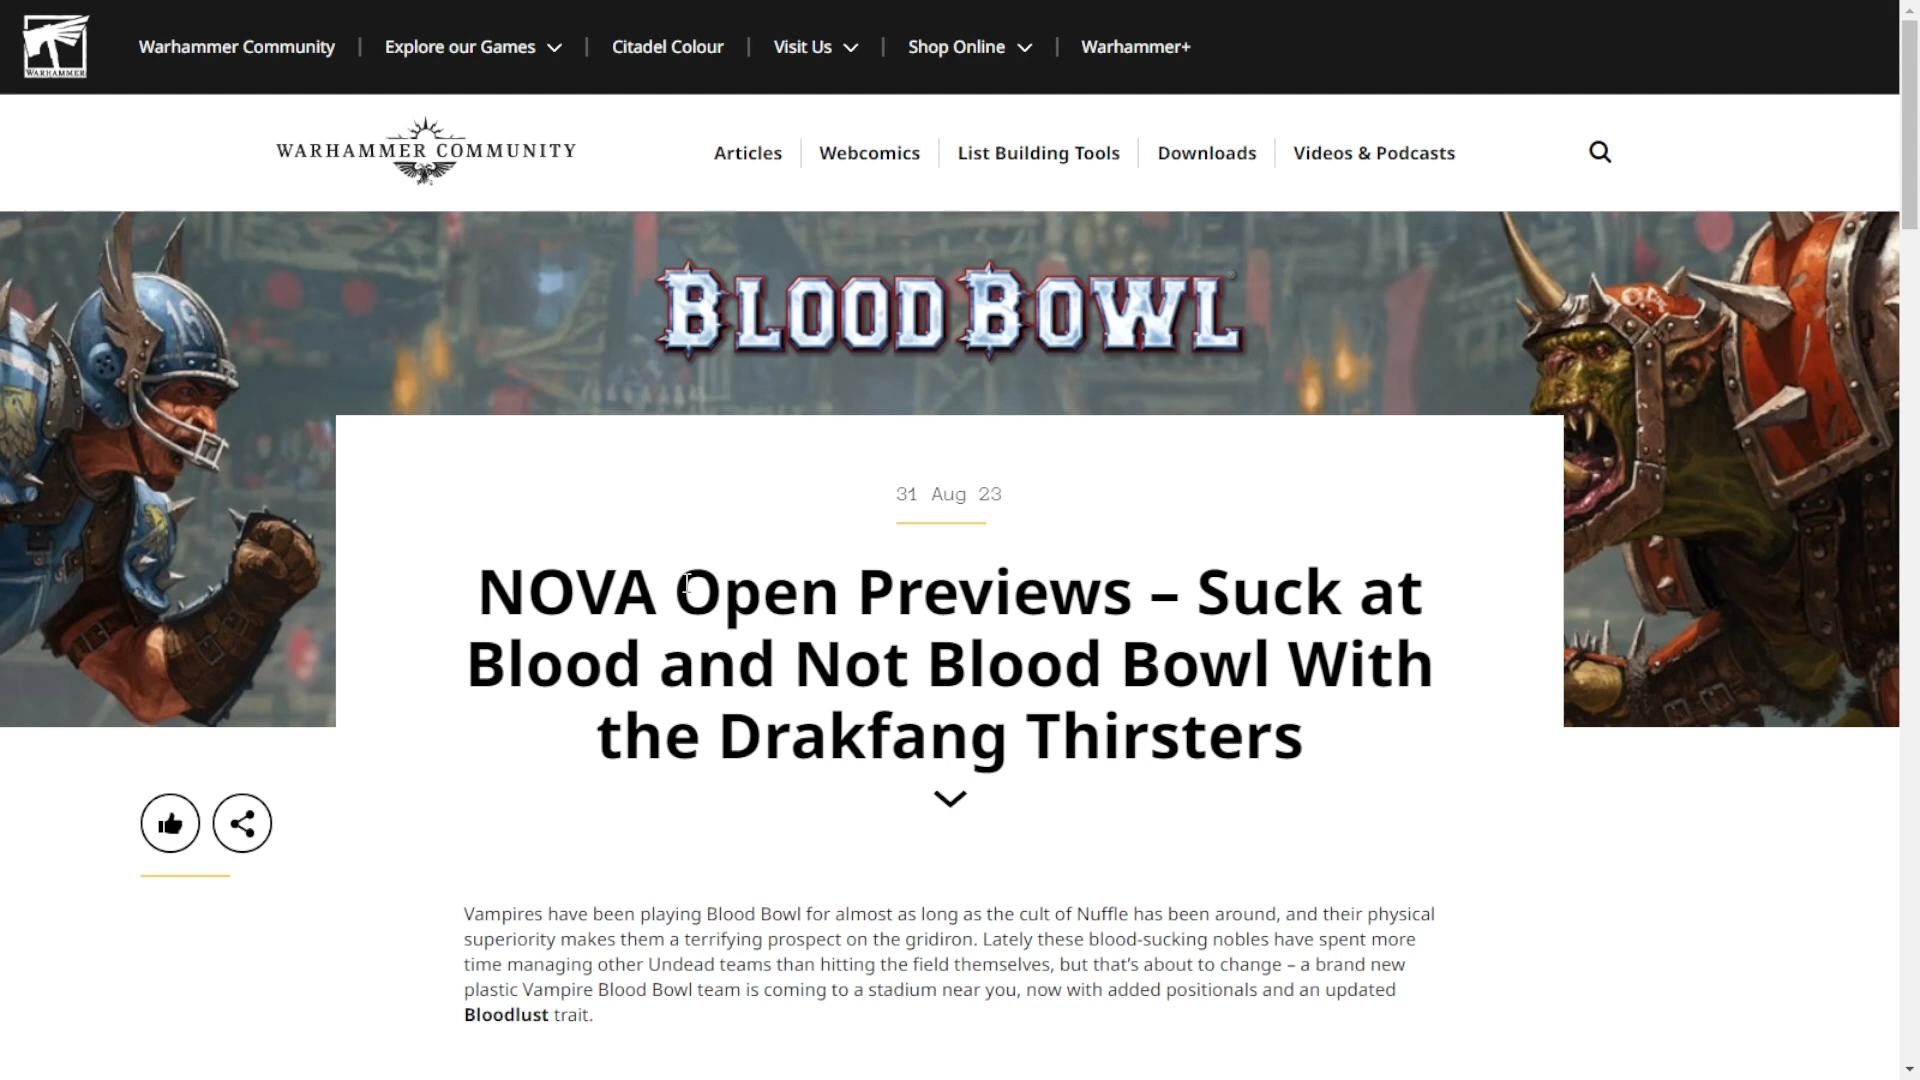 WARHAMMER
Warhammer Community | Explore our Games | Citadel Colour | Visit Us | Shop Online | Warhammer+
WARHAMMER COMMUNITY
Articles
Webcomics
List Building Tools
Downloads
Videos & Podcasts
BLOOD BOWL
16
31 Aug 23
NOVA Open Previews – Suck at
Blood and Not Blood Bowl With
the Drakfang Thirsters
Vampires have been playing Blood Bowl for almost as long as the cult of Nuffle has been around, and their physical
superiority makes them a terrifying prospect on the gridiron. Lately these blood-sucking nobles have spent more
time managing other Undead teams than hitting the field themselves, but that’s about to change – a brand new
plastic Vampire Blood Bowl team is coming to a stadium near you, now with added positionals and an updated
Bloodlust trait.